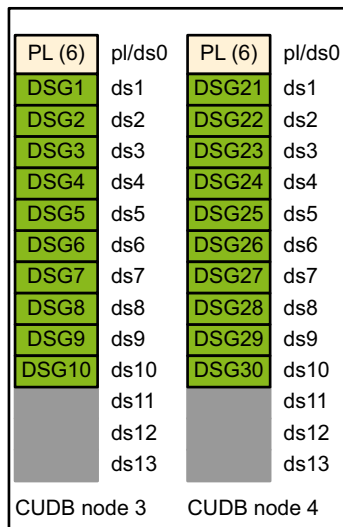 PL (6) pl/ds0 PL (6) pl/ds0
DSG1 ds1 DSG21 ds1
DSG2 ds2 DSG22 ds2
DSG3 ds3 DSG23 ds3
DSG4 ds4 DSG24 ds4
DSG5 ds5 DSG25 ds5
DSG6 ds6 DSG26 ds6
DSG7 ds7 DSG27 ds7
DSG8 ds8 DSG28 ds8
DSG9 ds9 DSG29 ds9
DSG10 ds10 DSG30 ds10
ds11 ds11
ds12 ds12
ds13 ds13
CUDB node 3 CUDB node 4